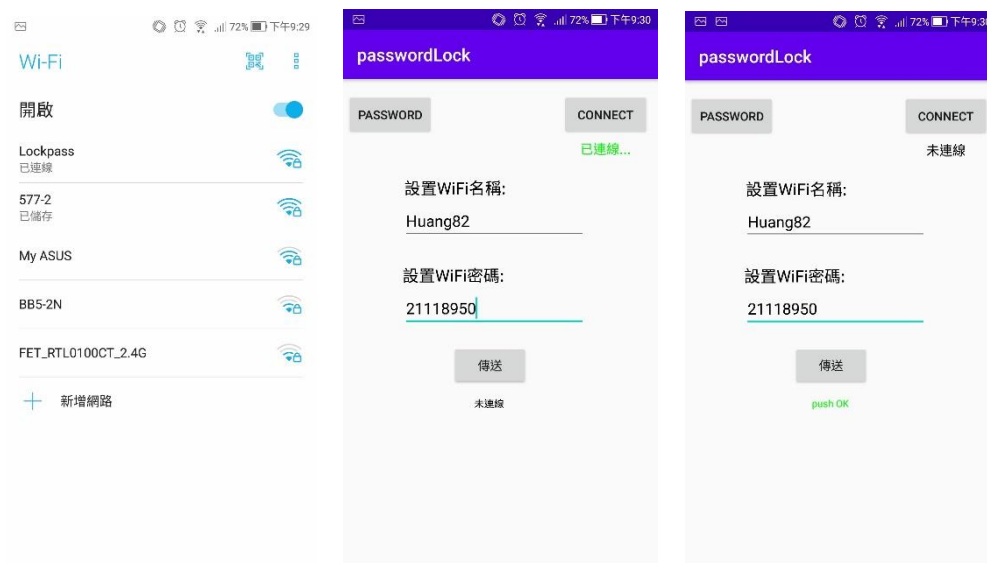 72% 下午9:29
Wi-Fi
開啟
Lockpass
已連線
577-2
已儲存
My ASUS
BB5-2N
FET_RTL0100CT_2.4G
新增網路
72% 下午9:30
passwordLock
PASSWORD CONNECT
已連線...
設置WiFi名稱:
Huang82
設置WiFi密碼:
21118950
傳送
未連線
72% 下午9:30
passwordLock
PASSWORD CONNECT
未連線
設置WiFi名稱:
Huang82
設置WiFi密碼:
21118950
傳送
push OK